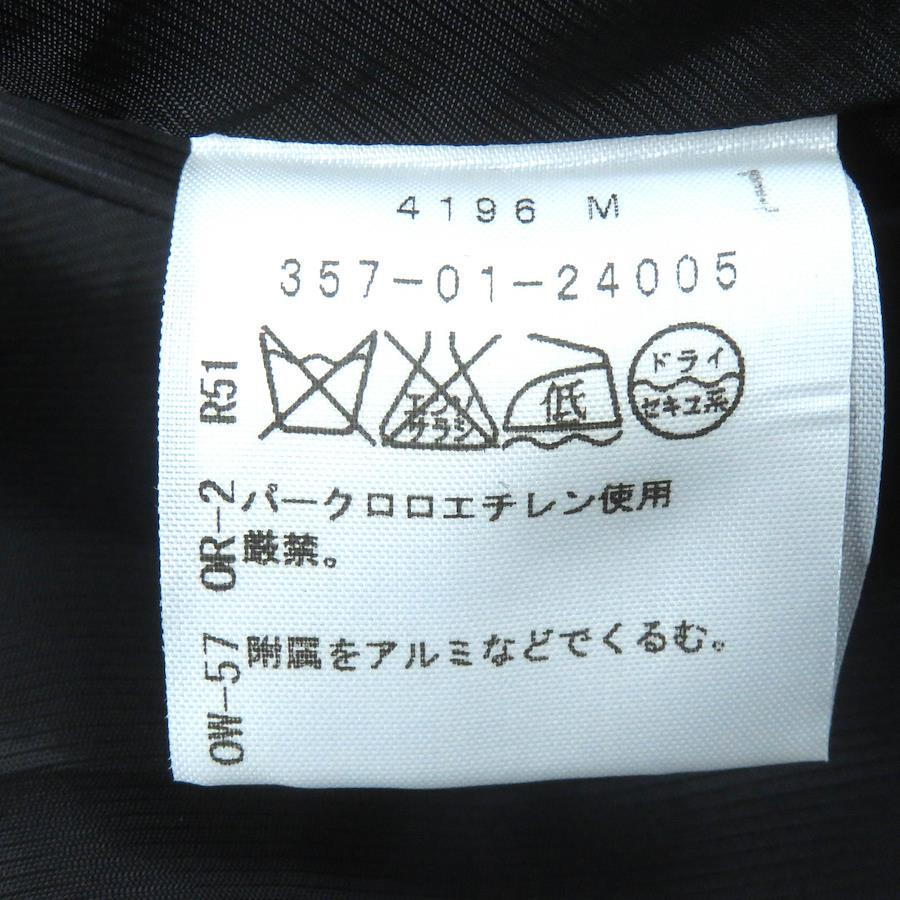 4196 M 1
357-01-24005
エンソ
サラシ
低
ドライ
セキユ系
パークロロエチレン使用
厳禁。
附属をアルミなどでくるむ。
R51
OR-2
OW-57